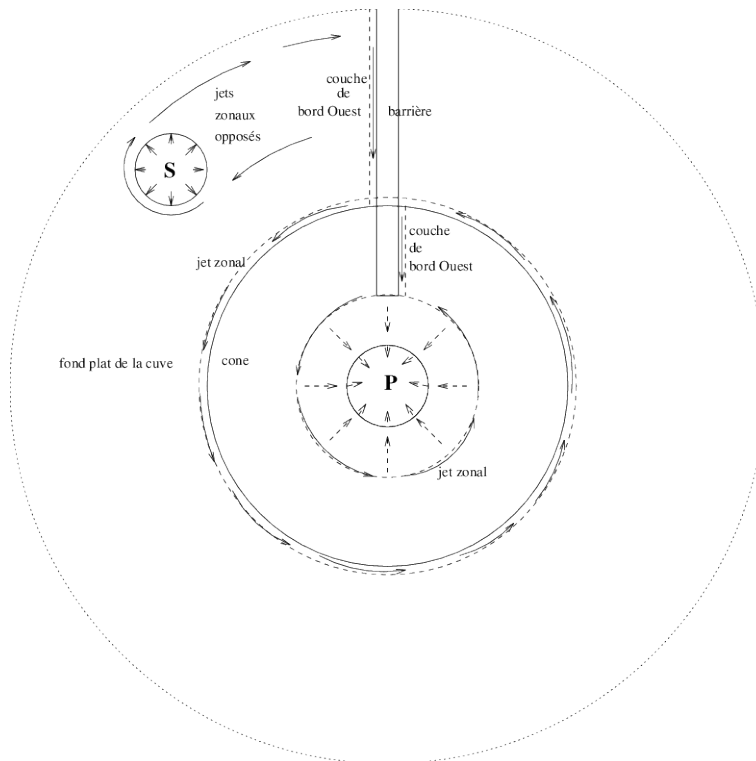 couche
de
bord Ouest
barrière
jets
zonaux
opposés
S
couche
de
bord Ouest
jet zonal
fond plat de la cuve
cone
P
jet zonal